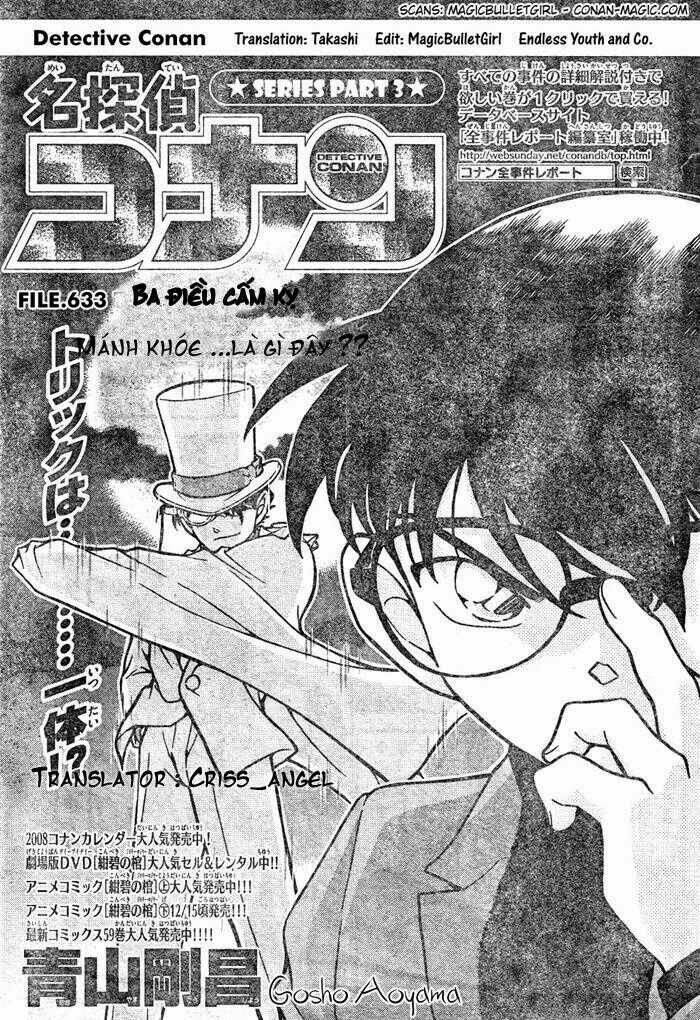 SCANS: MAGICBULLETGIRL - CONAN-MAGIC.COM
Detective Conan Translation: Takashi Edit: MagicBulletGirl Endless Youth and Co.
★ SERIES PART 3 ★
名探偵
めいたんてい
コナン
DETECTIVE CONAN
すべての事件の詳細解説付きで
欲しい巻が1クリックで買える!
データベースサイト
「全事件レポート編纂室」稼働中!
http://websunday.net/conandb/top.html
コナン全事件レポート 検索
FILE.633 Ba điều cấm kỵ
Mánh khóe ...là gì đây ??
トリックは………一体!?
いったい
Translator : Criss_angel
2008コナンカレンダー大人気発売中!
劇場版DVD[紺碧の棺]大人気セル&レンタル中!!
アニメコミック[紺碧の棺]上大人気発売中!!!
アニメコミック[紺碧の棺]下12/15頃発売!!!
最新コミックス59巻大人気発売中!!!!
青山剛昌 Gosho Aoyama